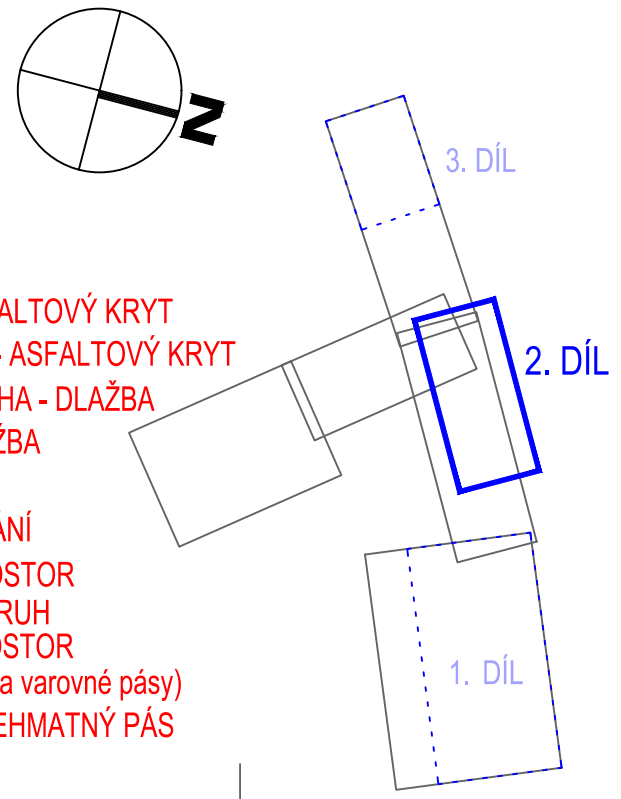 N
3. DÍL
ALTOVÝ KRYT
- ASFALTOVÝ KRYT
2. DÍL
HA - DLAŽBA
ŽBA
ÁNÍ
OSTOR
RUH
OSTOR
1. DÍL
a varovné pásy)
EHMATNÝ PÁS